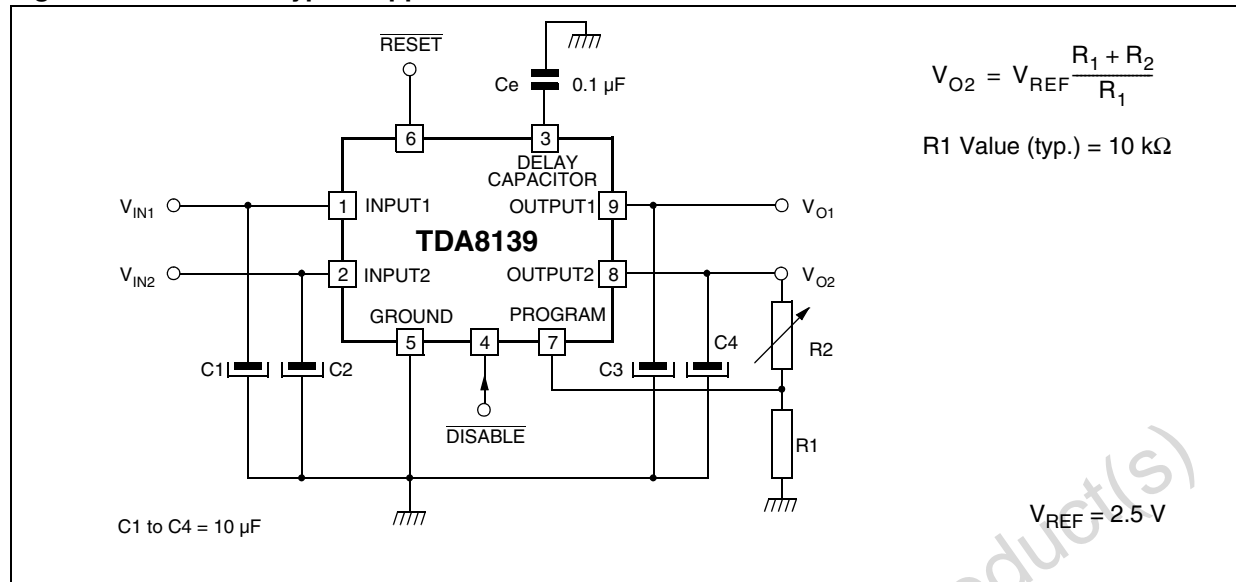 RESET
Ce
0.1 µF
6
3
DELAY
CAPACITOR
V_IN1
1
INPUT1
OUTPUT1
9
V_O1
TDA8139
V_IN2
2
INPUT2
OUTPUT2
8
V_O2
GROUND
PROGRAM
5
4
7
C1
C2
C3
C4
R2
DISABLE
R1
C1 to C4 = 10 µF
V_O2 = V_REF (R_1 + R_2) / R_1
R1 Value (typ.) = 10 kΩ
V_REF = 2.5 V